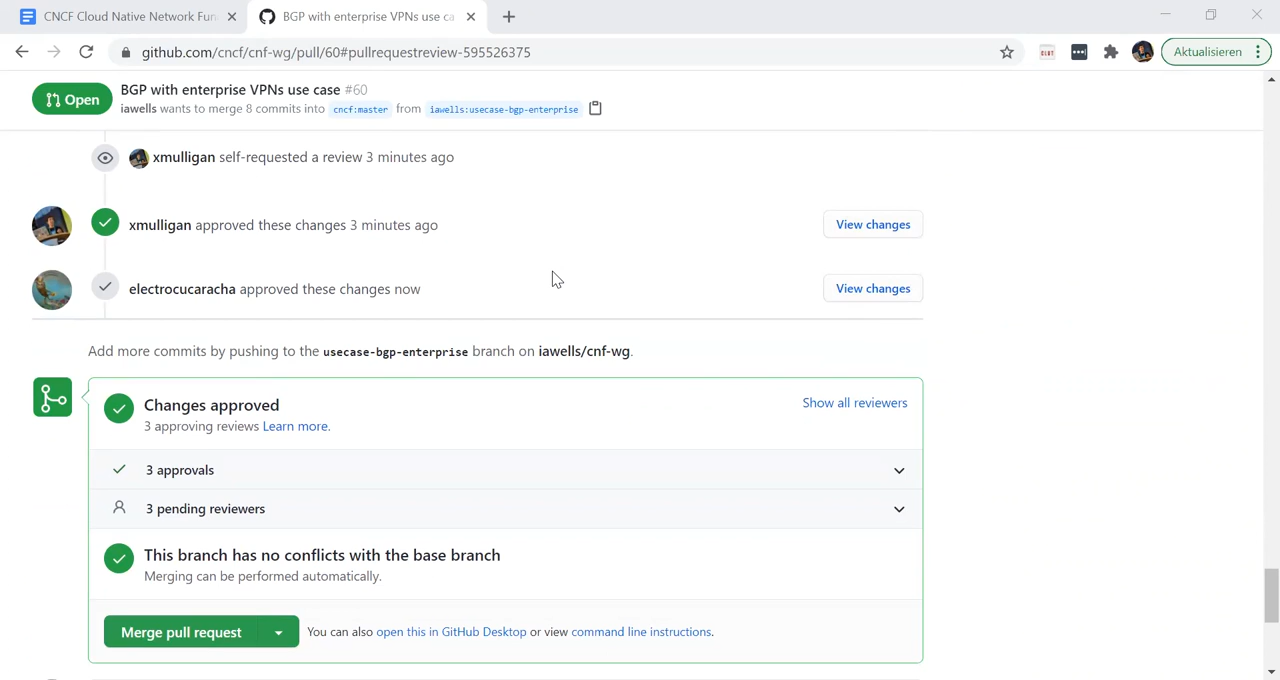 CNCF Cloud Native Network Fun
BGP with enterprise VPNs use ca
github.com/cncf/cnf-wg/pull/60#pullrequestreview-595526375
CLOT
Aktualisieren
Open
BGP with enterprise VPNs use case #60
iawells wants to merge 8 commits into cncf:master from iawells:usecase-bgp-enterprise
xmulligan self-requested a review 3 minutes ago
xmulligan approved these changes 3 minutes ago
View changes
electrocucaracha approved these changes now
View changes
Add more commits by pushing to the usecase-bgp-enterprise branch on iawells/cnf-wg.
Changes approved
Show all reviewers
3 approving reviews Learn more.
3 approvals
3 pending reviewers
This branch has no conflicts with the base branch
Merging can be performed automatically.
Merge pull request
You can also open this in GitHub Desktop or view command line instructions.